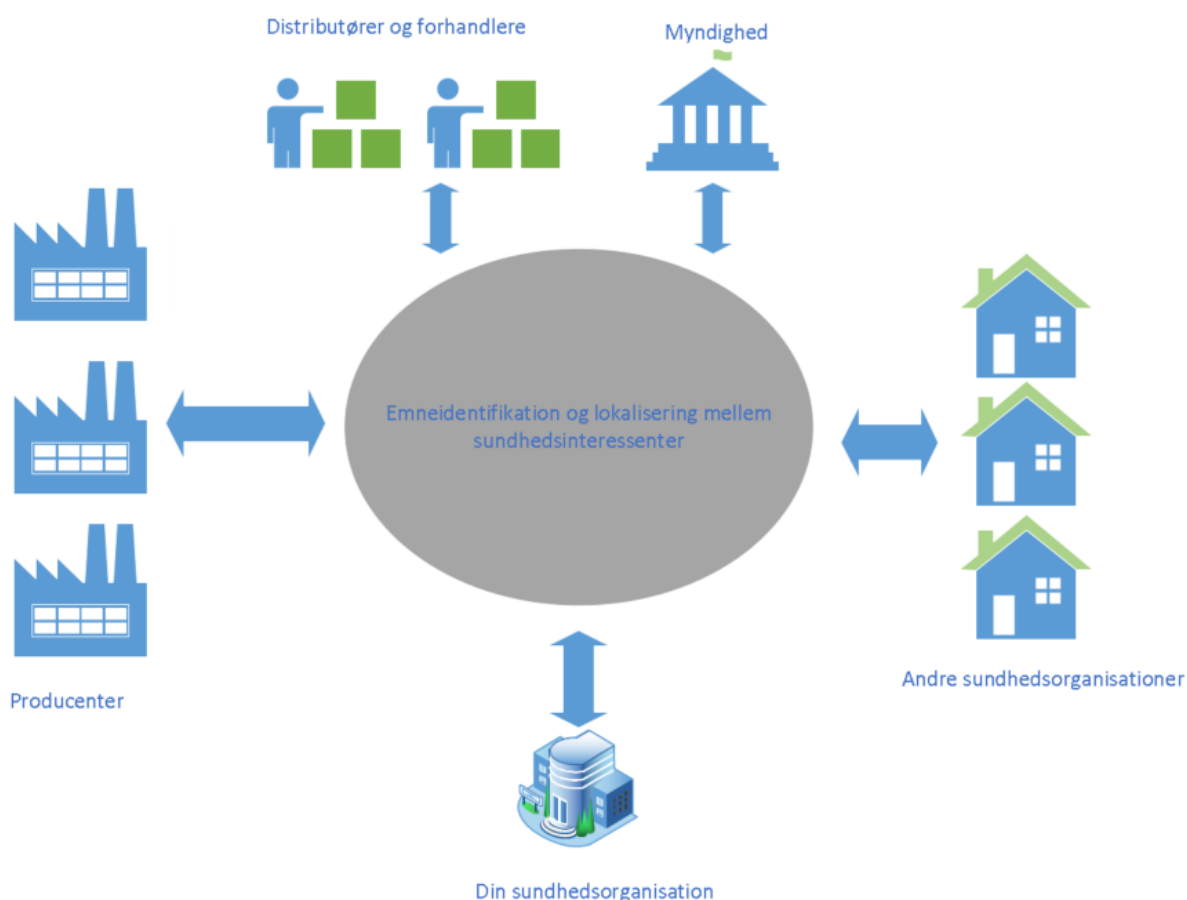 Distributører og forhandlere
Myndighed
Emneidentifikation og lokalisering mellem
sundhedsinteressenter
Andre sundhedsorganisationer
Producenter
Din sundhedsorganisation